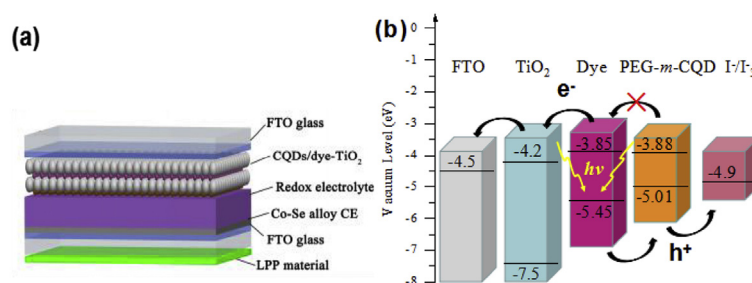 (a)
FTO glass
CQDs/dye-TiO₂
Redox electrolyte
Co-Se alloy CE
FTO glass
LPP material
(b)
Vacuum Level (eV)
0
-1
-2
-3
-4
-5
-6
-7
-8
FTO
TiO₂
Dye
PEG-m-CQD
I⁻/I⁻₃
e⁻
-4.5
-4.2
-7.5
-3.85
hν
-5.45
-3.88
-5.01
-4.9
h⁺